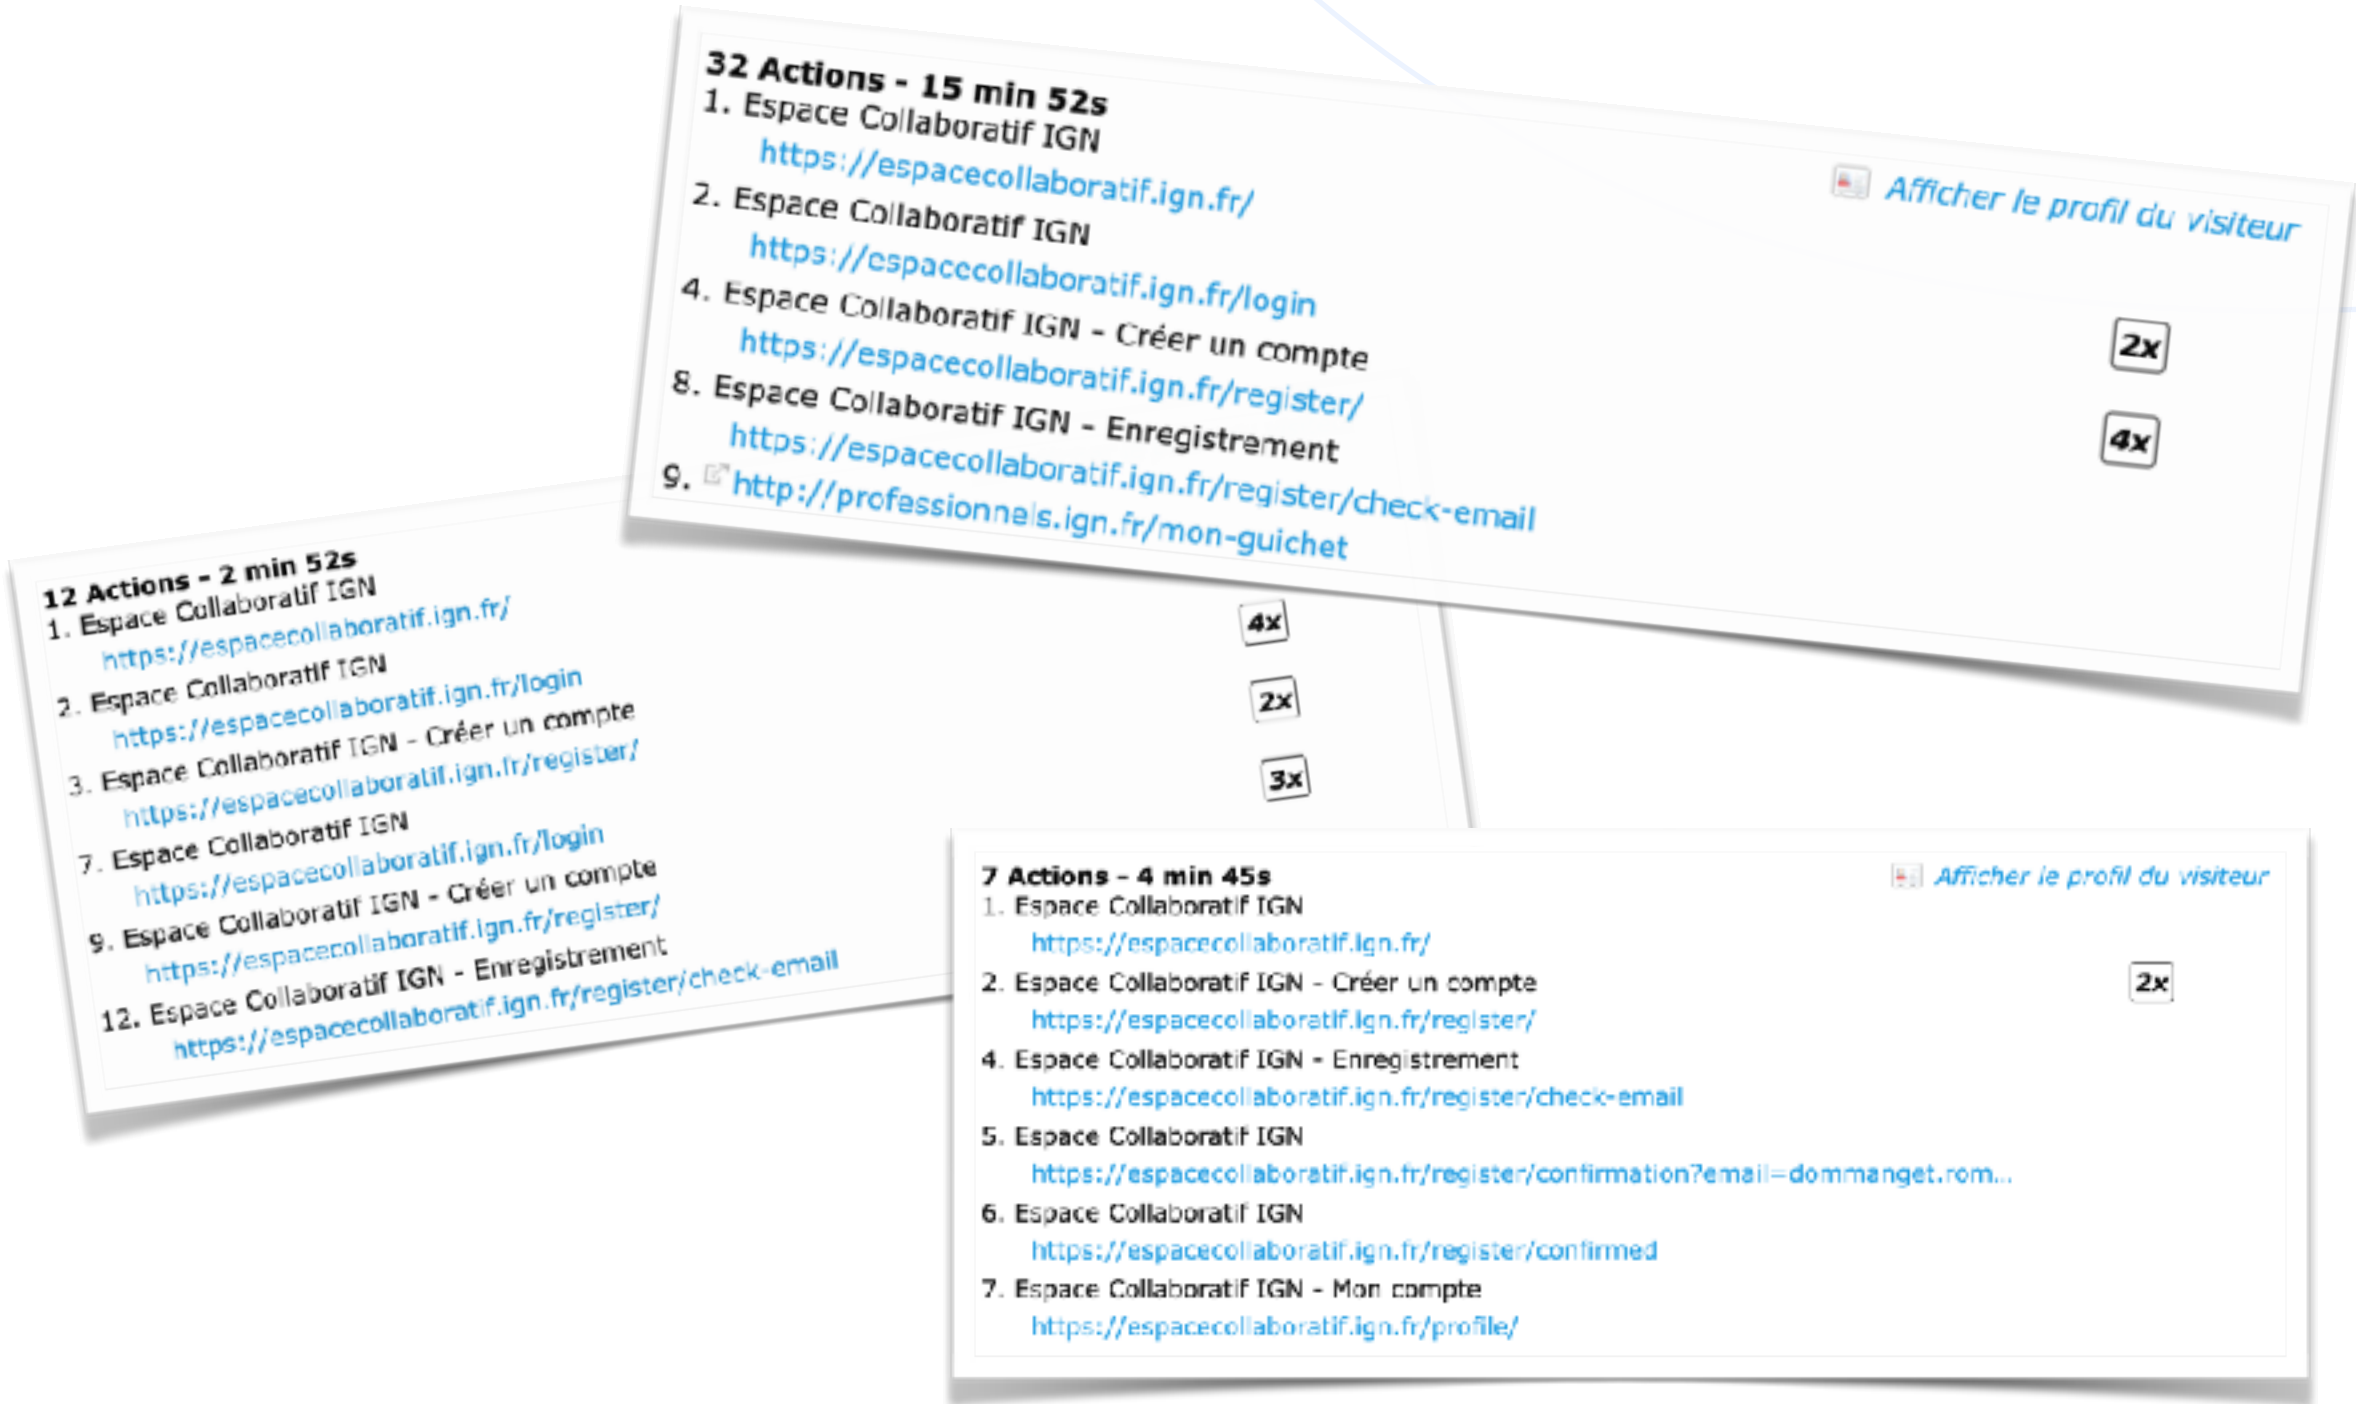 32 Actions - 15 min 52s
1. Espace Collaboratif IGN
https://espacecollaboratif.ign.fr/
Afficher le profil du visiteur
2. Espace Collaboratif IGN
https://espacecollaboratif.ign.fr/login
2x
4. Espace Collaboratif IGN - Créer un compte
https://espacecollaboratif.ign.fr/register/
4x
8. Espace Collaboratif IGN - Enregistrement
https://espacecollaboratif.ign.fr/register/check-email
9. http://professionnels.ign.fr/mon-guichet
12 Actions - 2 min 52s
1. Espace Collaboratif IGN
https://espacecollaboratif.ign.fr/
2. Espace Collaboratif IGN
https://espacecollaboratif.ign.fr/login
3. Espace Collaboratif IGN - Créer un compte
https://espacecollaboratif.ign.fr/register/
4x
7. Espace Collaboratif IGN
https://espacecollaboratif.ign.fr/login
2x
9. Espace Collaboratif IGN - Créer un compte
https://espacecollaboratif.ign.fr/register/
3x
12. Espace Collaboratif IGN - Enregistrement
https://espacecollaboratif.ign.fr/register/check-email
7 Actions - 4 min 45s
Afficher le profil du visiteur
1. Espace Collaboratif IGN
https://espacecollaboratif.ign.fr/
2. Espace Collaboratif IGN - Créer un compte
2x
https://espacecollaboratif.ign.fr/register/
4. Espace Collaboratif IGN - Enregistrement
https://espacecollaboratif.ign.fr/register/check-email
5. Espace Collaboratif IGN
https://espacecollaboratif.ign.fr/register/confirmation?email=dommanget.rom...
6. Espace Collaboratif IGN
https://espacecollaboratif.ign.fr/register/confirmed
7. Espace Collaboratif IGN - Mon compte
https://espacecollaboratif.ign.fr/profile/